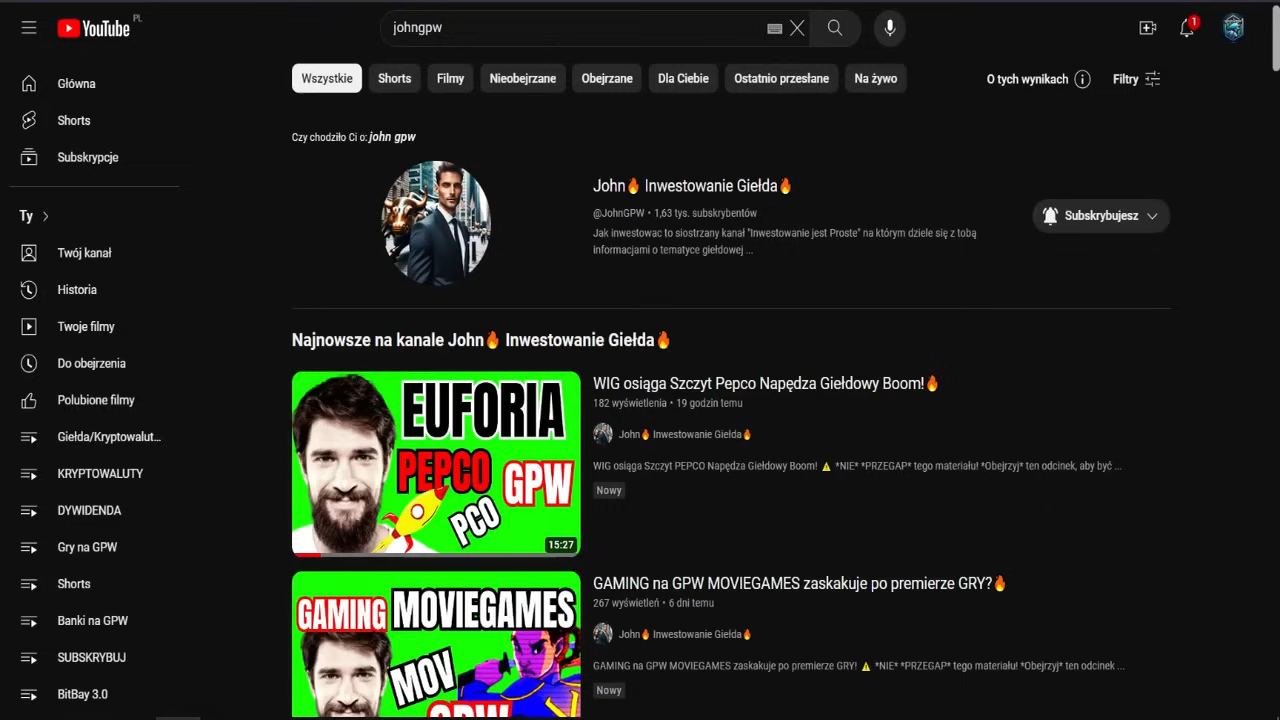 YouTube PL
johngpw
1
Główna
Shorts
Subskrypcje
Ty
Twój kanał
Historia
Twoje filmy
Do obejrzenia
Polubione filmy
Giełda/Kryptowalut...
KRYPTOWALUTY
DYWIDENDA
Gry na GPW
Shorts
Banki na GPW
SUBSKRYBUJ
BitBay 3.0
Wszystkie
Shorts
Filmy
Nieobejrzane
Obejrzane
Dla Ciebie
Ostatnio przesłane
Na żywo
O tych wynikach
Filtry
Czy chodziło Ci o: john gpw
John🔥 Inwestowanie Giełda🔥
@JohnGPW • 1,63 tys. subskrybentów
Jak inwestowac to siostrzany kanał "Inwestowanie jest Proste" na którym dziele się z tobą
informacjami o tematyce giełdowej ...
Subskrybujesz
Najnowsze na kanale John🔥 Inwestowanie Giełda🔥
EUFORIA
PEPCO
GPW
PCO
15:27
WIG osiąga Szczyt Pepco Napędza Giełdowy Boom!🔥
182 wyświetlenia • 19 godzin temu
John🔥 Inwestowanie Giełda🔥
WIG osiąga Szczyt PEPCO Napędza Giełdowy Boom! ⚠️ *NIE* *PRZEGAP* tego materiału! *Obejrzyj* ten odcinek, aby być ...
Nowy
GAMING MOVIEGAMES
MOV
GPW
GAMING na GPW MOVIEGAMES zaskakuje po premierze GRY?🔥
267 wyświetleń • 6 dni temu
John🔥 Inwestowanie Giełda🔥
GAMING na GPW MOVIEGAMES zaskakuje po premierze GRY! ⚠️ *NIE* *PRZEGAP* tego materiału! *Obejrzyj* ten odcinek ...
Nowy